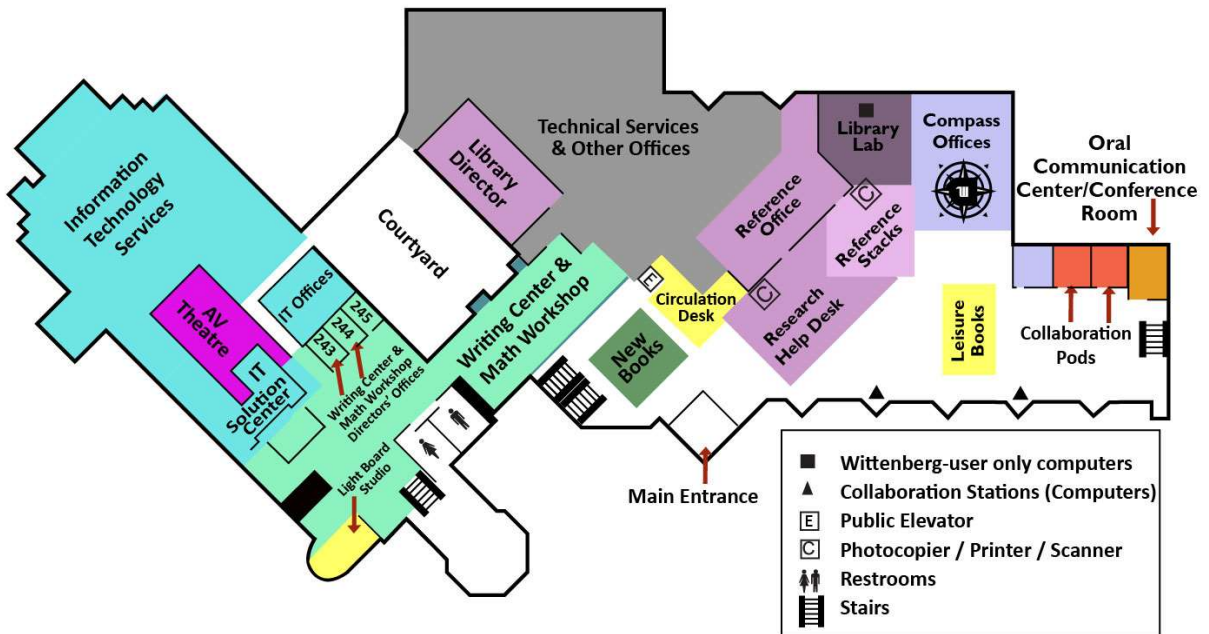 Information
Technology
Services
AV
Theatre
IT
Solution
Center
IT Offices
243
244
245
Courtyard
Library
Director
Technical Services
& Other Offices
Writing Center &
Math Workshop
Writing Center &
Math Workshop
Directors' Offices
Light Board
Studio
E
Circulation
Desk
New
Books
Reference
Office
C
Research
Help Desk
Library
Lab
C
Reference
Stacks
Compass
Offices
Leisure
Books
Oral
Communication
Center/Conference
Room
Collaboration
Pods
Main Entrance
Wittenberg-user only computers
Collaboration Stations (Computers)
E Public Elevator
C Photocopier / Printer / Scanner
Restrooms
Stairs